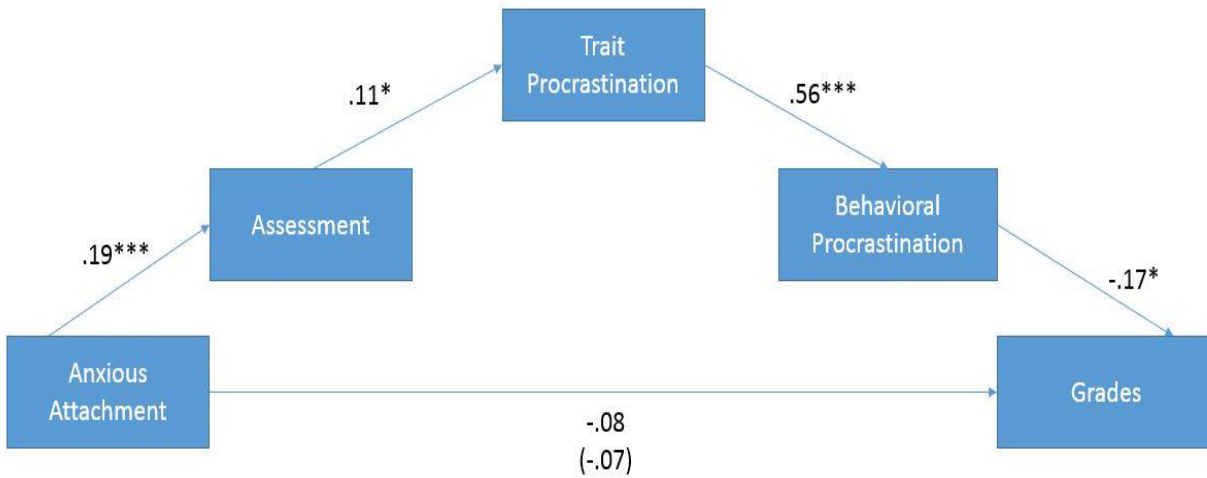 Trait
Procrastination
.11*
.56***
Assessment
Behavioral
Procrastination
.19***
-.17*
Anxious
Attachment
Grades
-.08
(-.07)